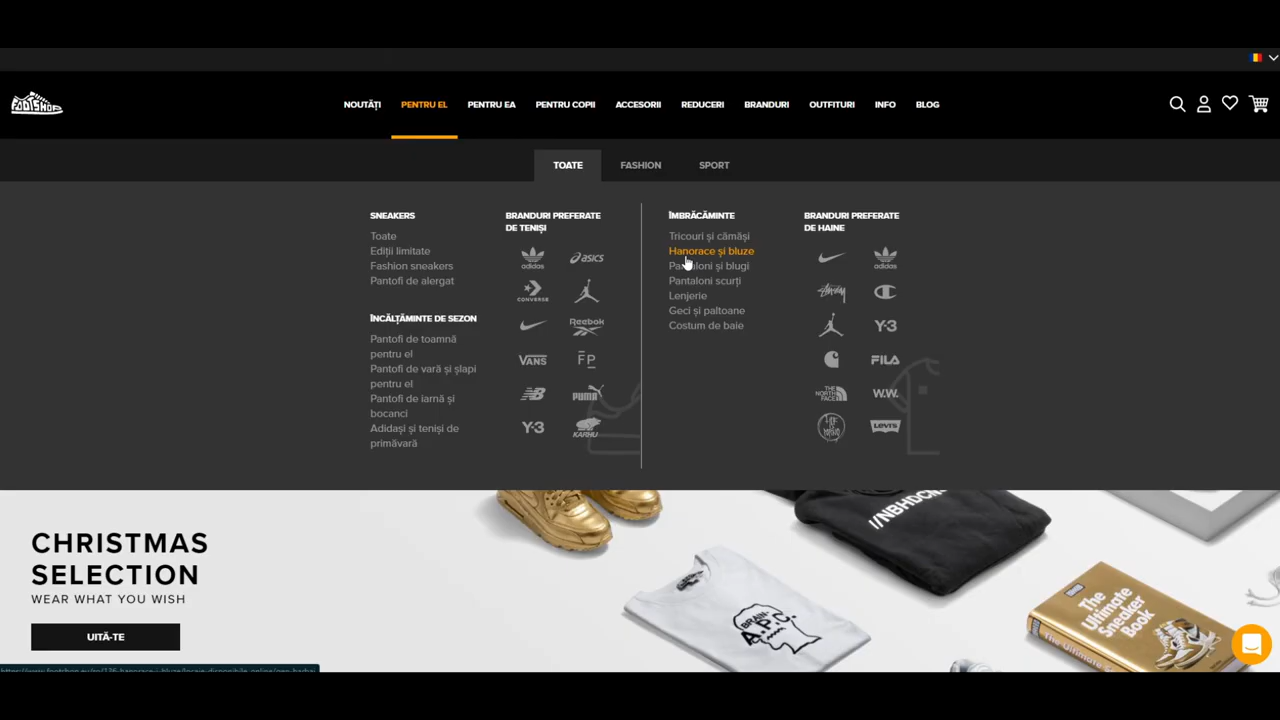 FOOTSHOP
NOUTĂȚI
PENTRU EL
PENTRU EA
PENTRU COPII
ACCESORII
REDUCERI
BRANDURI
OUTFITURI
INFO
BLOG
TOATE
FASHION
SPORT
SNEAKERS
Toate
Ediții limitate
Fashion sneakers
Pantofi de alergat
ÎNCĂLȚĂMINTE DE SEZON
Pantofi de toamnă
pentru el
Pantofi de vară și șlapi
pentru el
Pantofi de iarnă și
bocanci
Adidași și teniși de
primăvară
BRANDURI PREFERATE
DE TENIȘI
adidas
asics
CONVERSE
Reebok
VANS
FP
PUMA
Y-3
KARHU
ÎMBRĂCĂMINTE
Tricouri și cămăși
Hanorace și bluze
Pantaloni și blugi
Pantaloni scurți
Lenjerie
Geci și paltoane
Costum de baie
BRANDURI PREFERATE
DE HAINE
adidas
Y-3
FILA
THE
NORTH
FACE
W.W.
Levi's
CHRISTMAS
SELECTION
WEAR WHAT YOU WISH
UITĂ-TE
//NBHDCM
BRAIN-
A.P.C.
The
Ultimate
Sneaker
Book